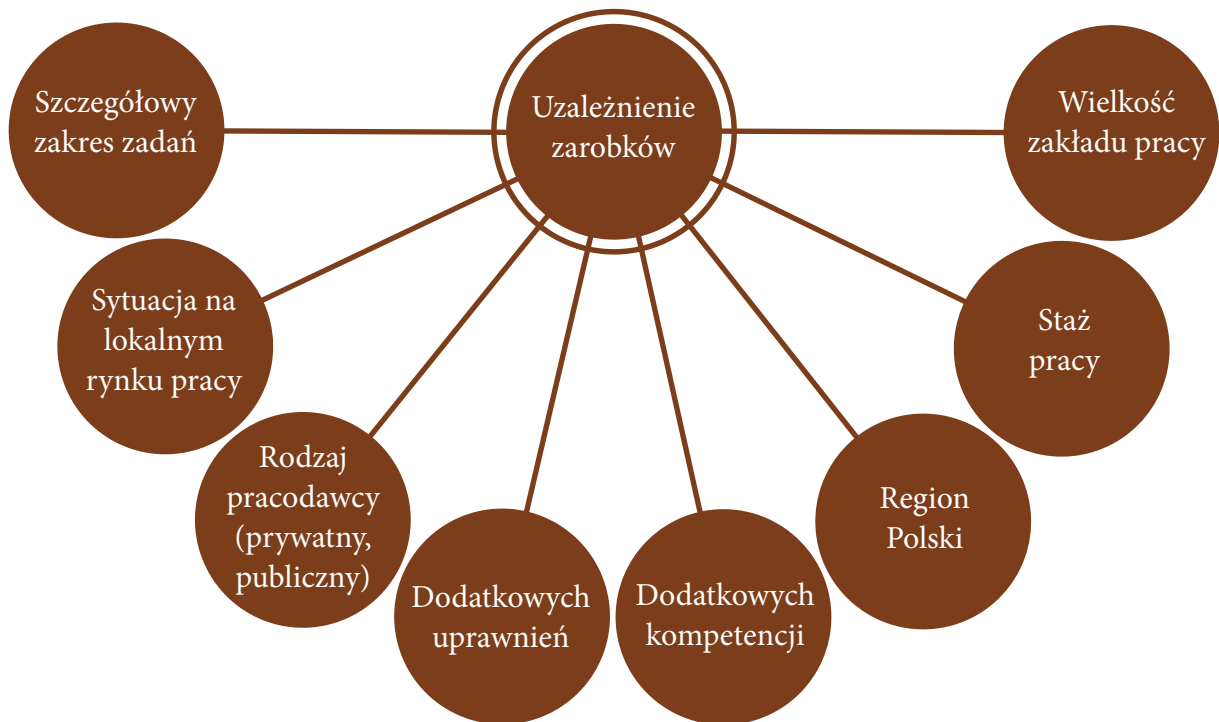 Uzależnienie
zarobków
Szczegółowy
zakres zadań
Sytuacja na
lokalnym
rynku pracy
Rodzaj
pracodawcy
(prywatny,
publiczny)
Dodatkowych
uprawnień
Dodatkowych
kompetencji
Region
Polski
Staż
pracy
Wielkość
zakładu pracy